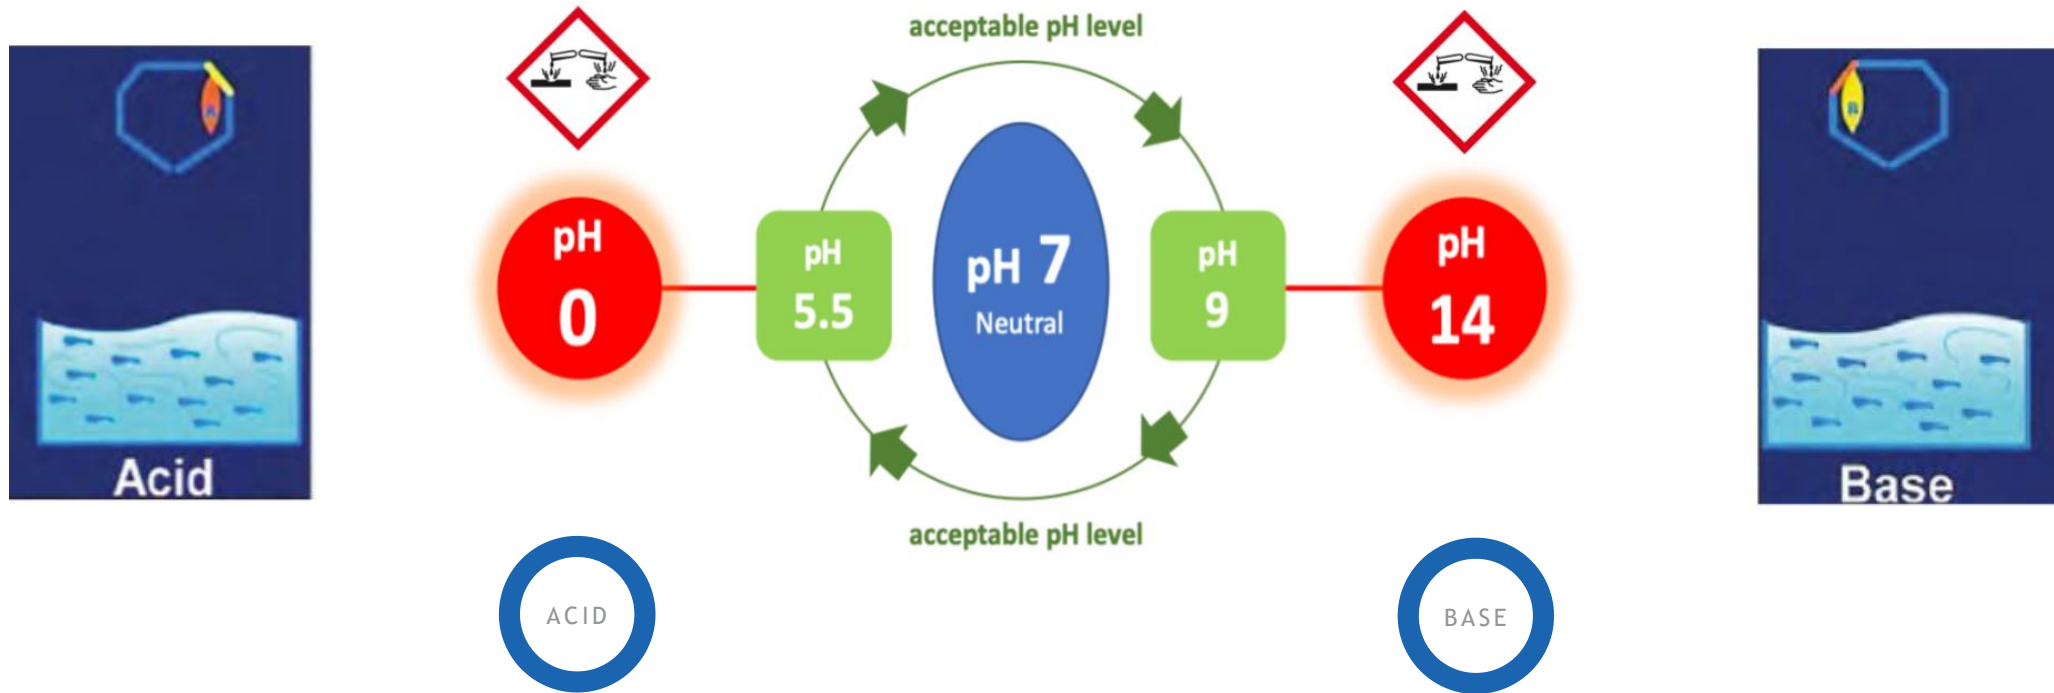 acceptable pH level
A
B
pH
0
pH
5.5
pH 7
Neutral
pH
9
pH
14
Acid
Base
acceptable pH level
ACID
BASE